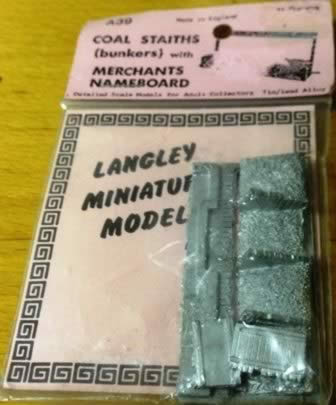 A39 Made in England
COAL STAITHS
(bunkers) with
MERCHANTS
NAMEBOARD
Detailed Scale Models for Adult Collectors Tin/Lead Alloy
LANGLEY
MINIATUR
MODEL